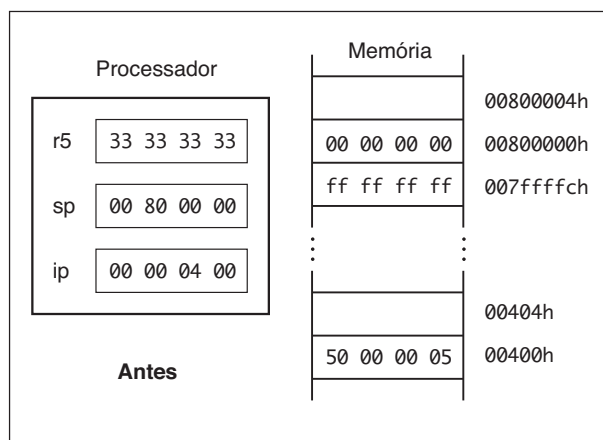 Processador
r5 33 33 33 33
sp 00 80 00 00
ip 00 00 04 00
Antes
Memória
00800004h
00 00 00 00 00800000h
ff ff ff ff 007ffffch
00404h
50 00 00 05 00400h